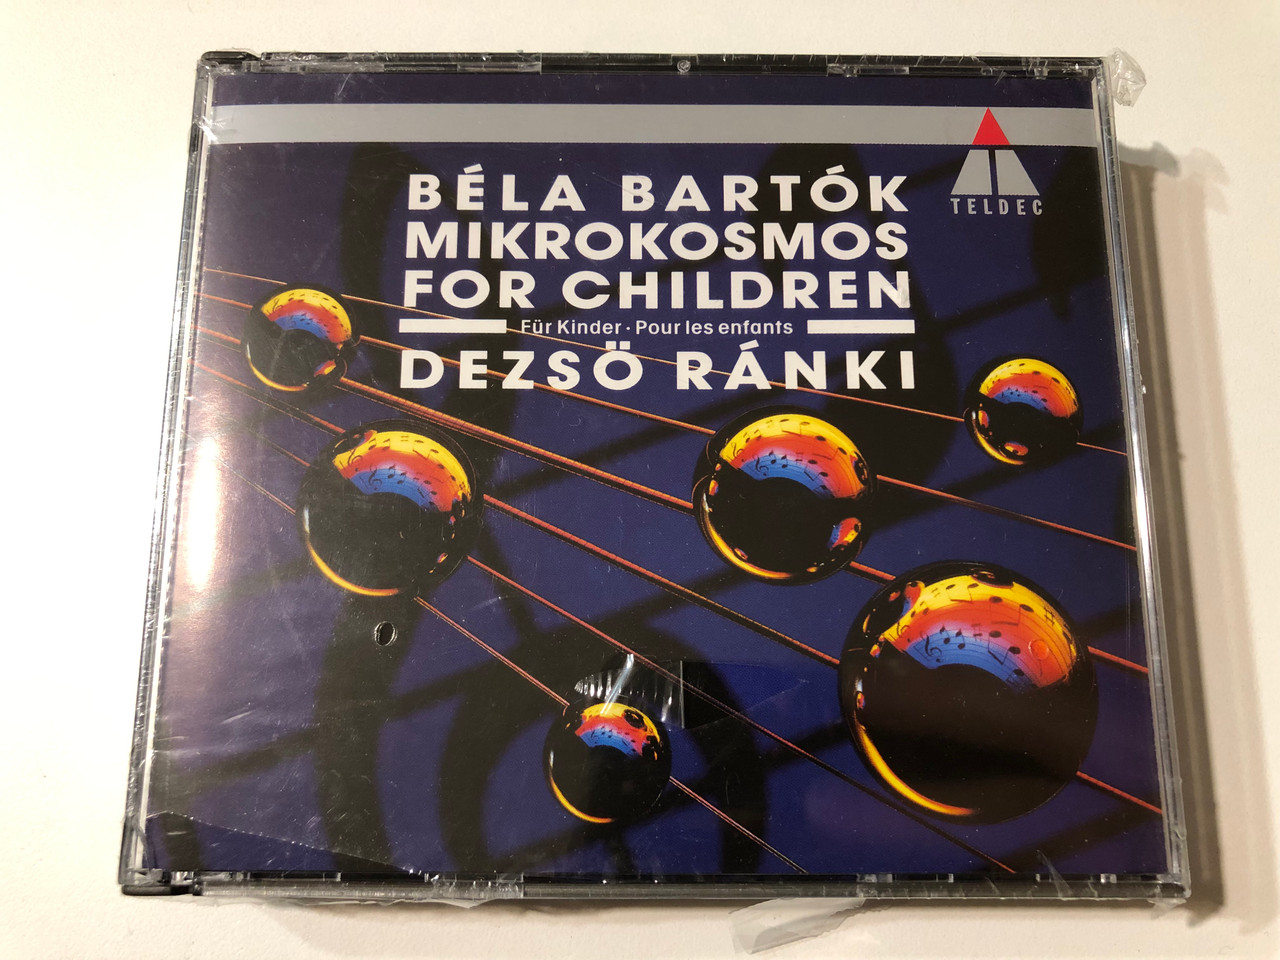 TELDEC
BÉLA BARTÓK
MIKROKOSMOS
FOR CHILDREN
Für Kinder · Pour les enfants
DEZSÖ RÁNKI